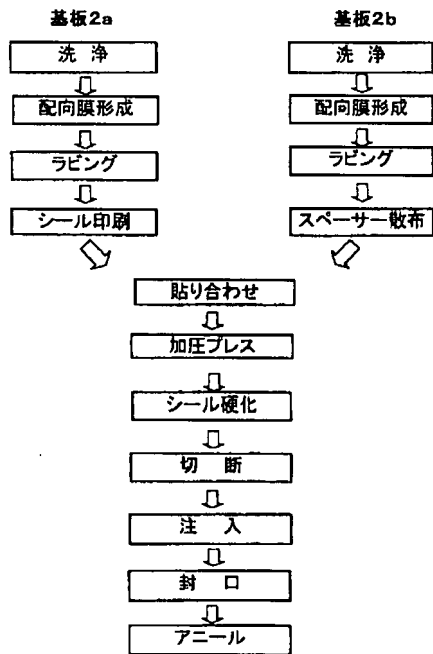 基板2a
洗 浄
配向膜形成
ラビング
シール印刷
基板2b
洗 浄
配向膜形成
ラビング
スペーサー散布
貼り合わせ
加圧プレス
シール硬化
切 断
注 入
封 口
アニール